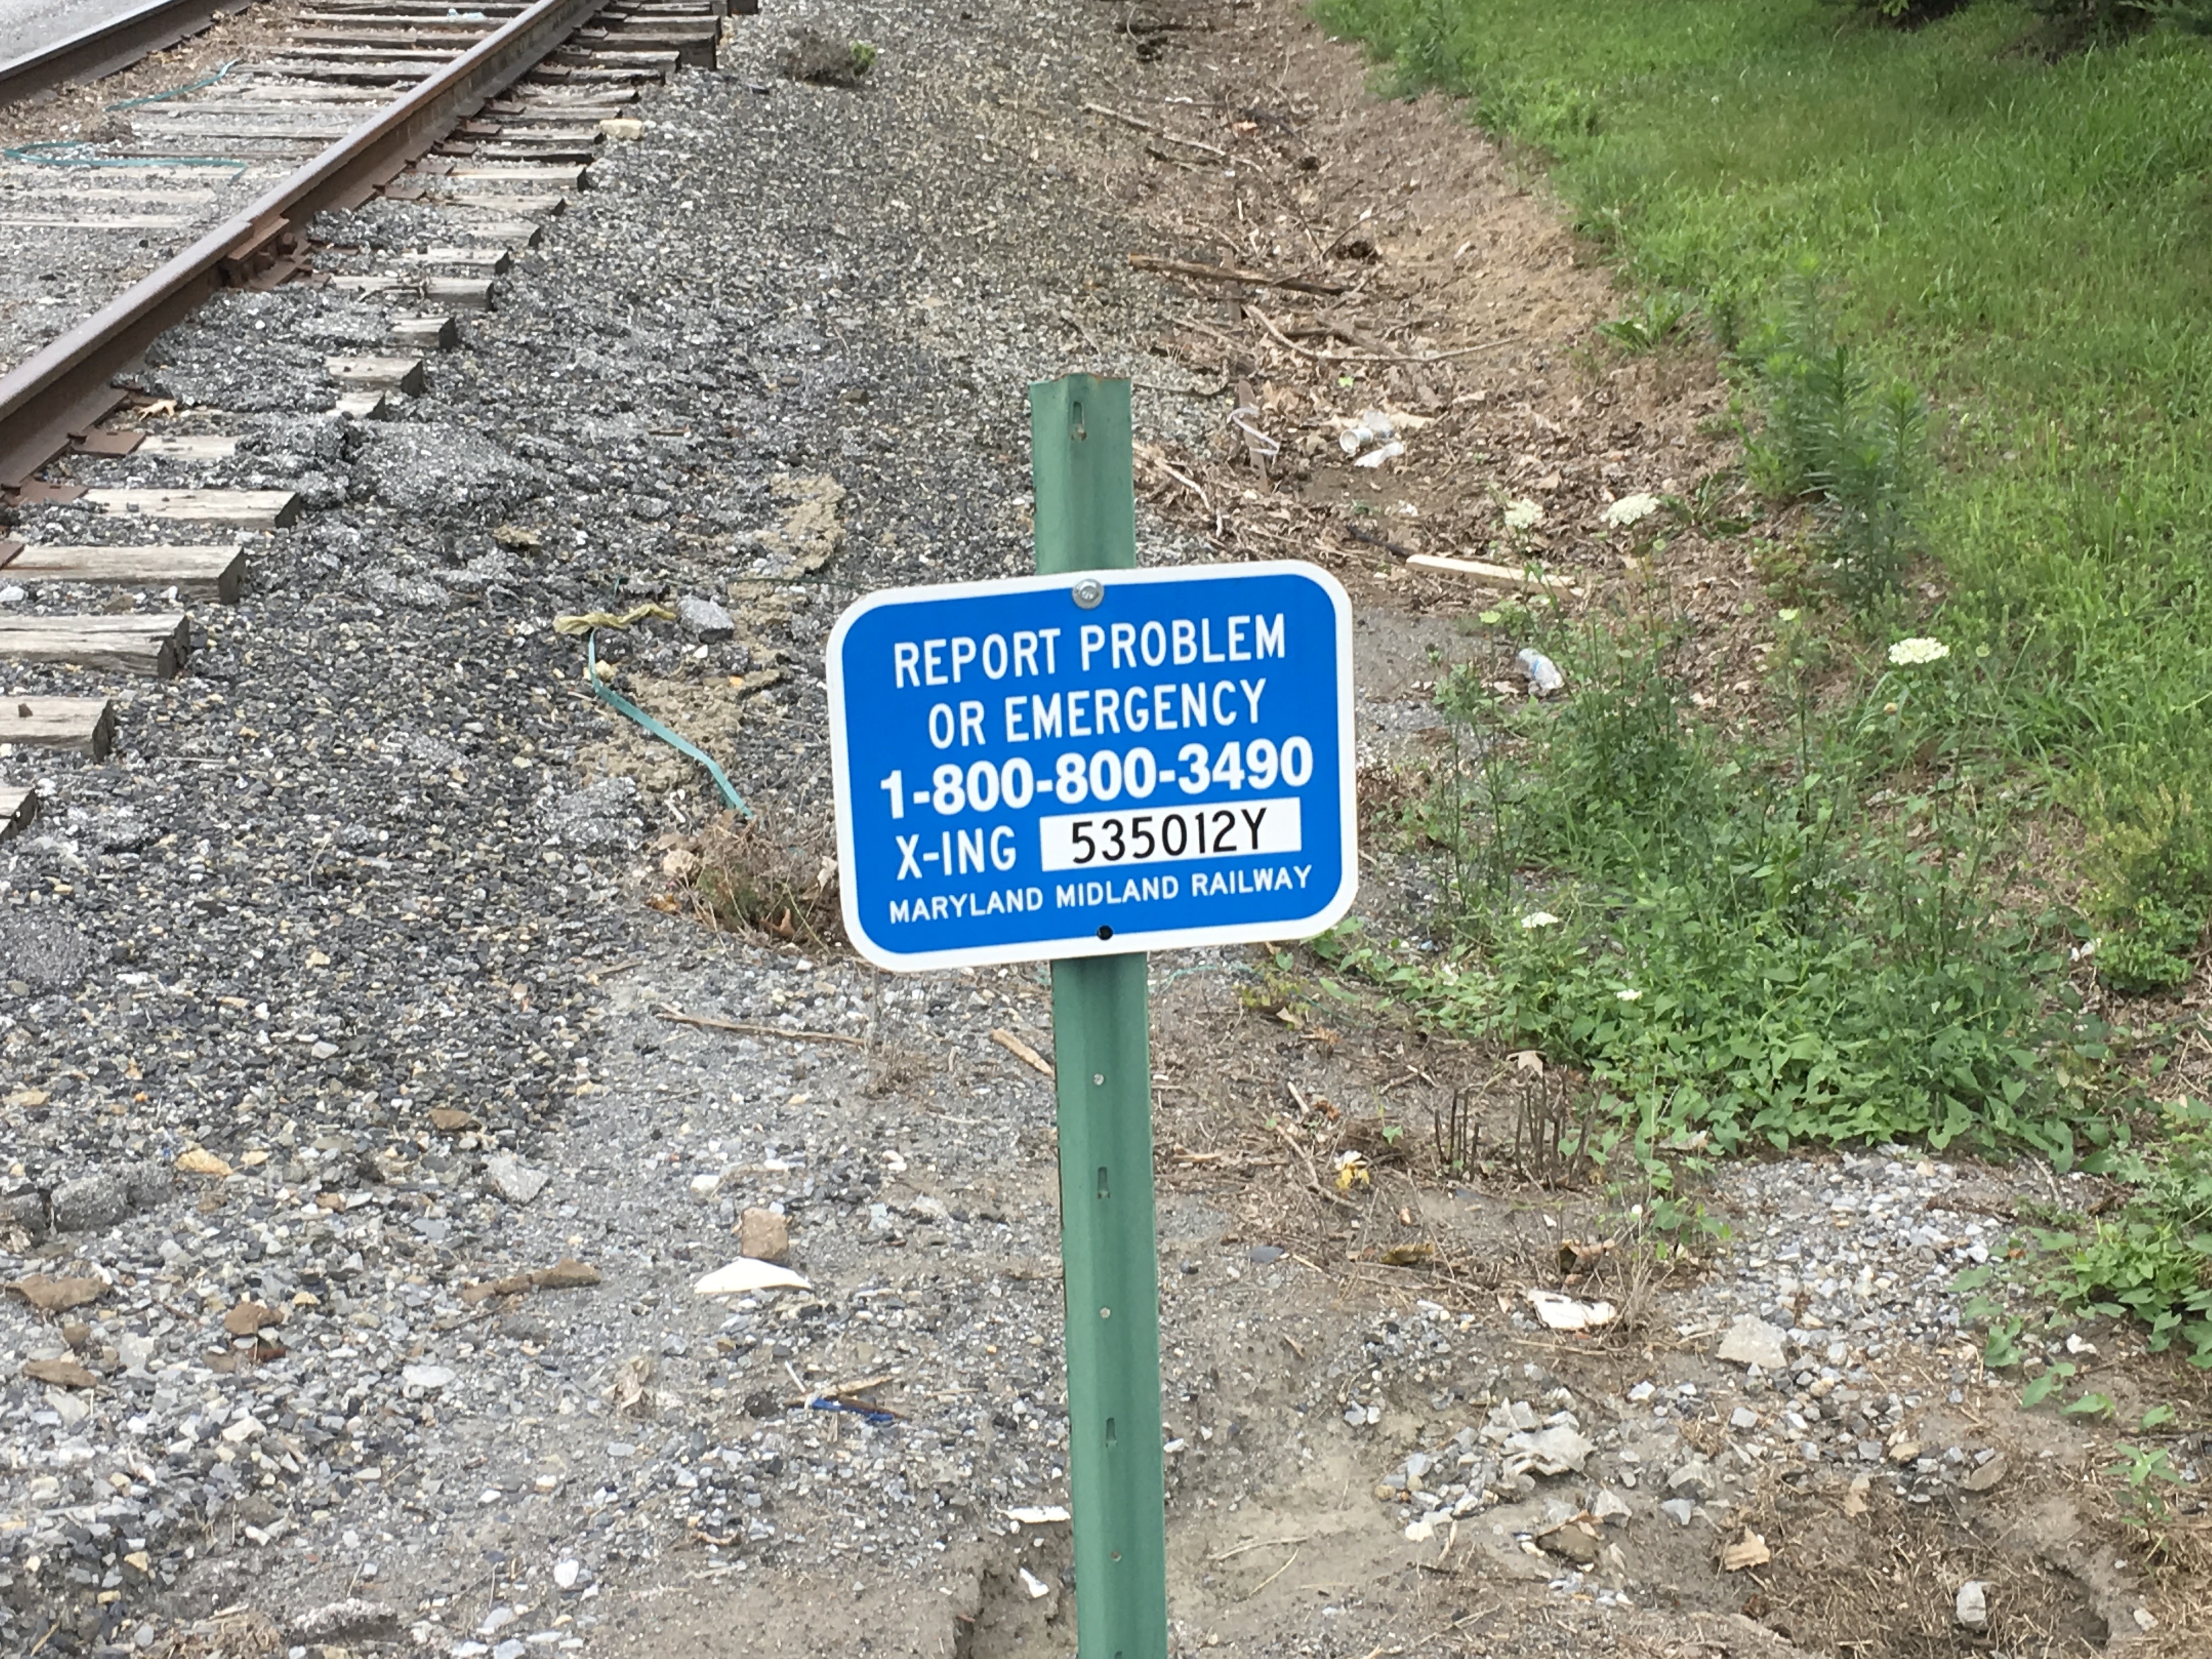 REPORT PROBLEM
OR EMERGENCY
1-800-800-3490
X-ING 535012Y
MARYLAND MIDLAND RAILWAY